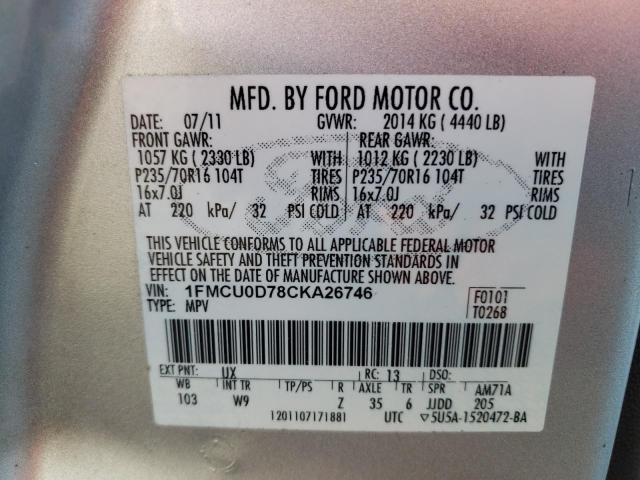 MFD. BY FORD MOTOR CO.
DATE: 07/11 GVWR: 2014 KG ( 4440 LB)
FRONT GAWR: REAR GAWR:
1057 KG ( 2330 LB) WITH 1012 KG ( 2230 LB) WITH
P235/70R16 104T TIRES P235/70R16 104T TIRES
16x7.0J RIMS 16x7.0J RIMS
AT 220 kPa/ 32 PSI COLD AT 220 kPa/ 32 PSI COLD
THIS VEHICLE CONFORMS TO ALL APPLICABLE FEDERAL MOTOR
VEHICLE SAFETY AND THEFT PREVENTION STANDARDS IN
EFFECT ON THE DATE OF MANUFACTURE SHOWN ABOVE.
VIN: 1FMCU0D78CKA26746 F0101
TYPE: MPV T0268
EXT PNT: UX RC: 13 DSO:
WB INT TR TP/PS R AXLE TR SPR AM71A
103 W9 Z 35 6 JJDD 205
1201107171881 UTC ▽5U5A-1520472-BA